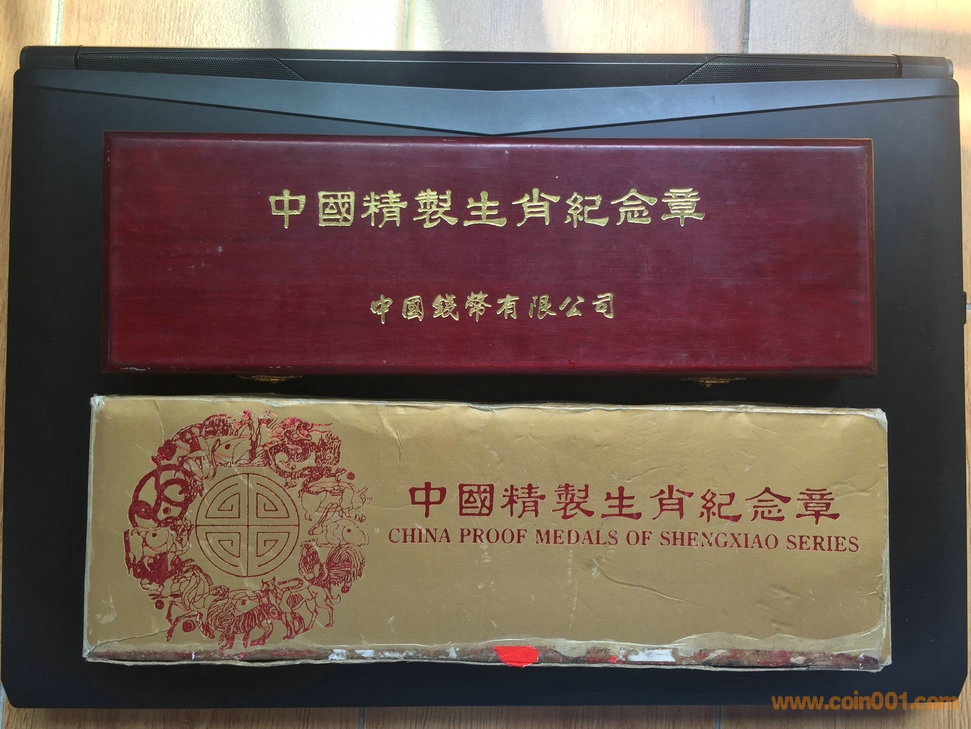 中國精製生肖紀念章
中國錢幣有限公司
中國精製生肖紀念章
CHINA PROOF MEDALS OF SHENGXIAO SERIES
www.coin001.com